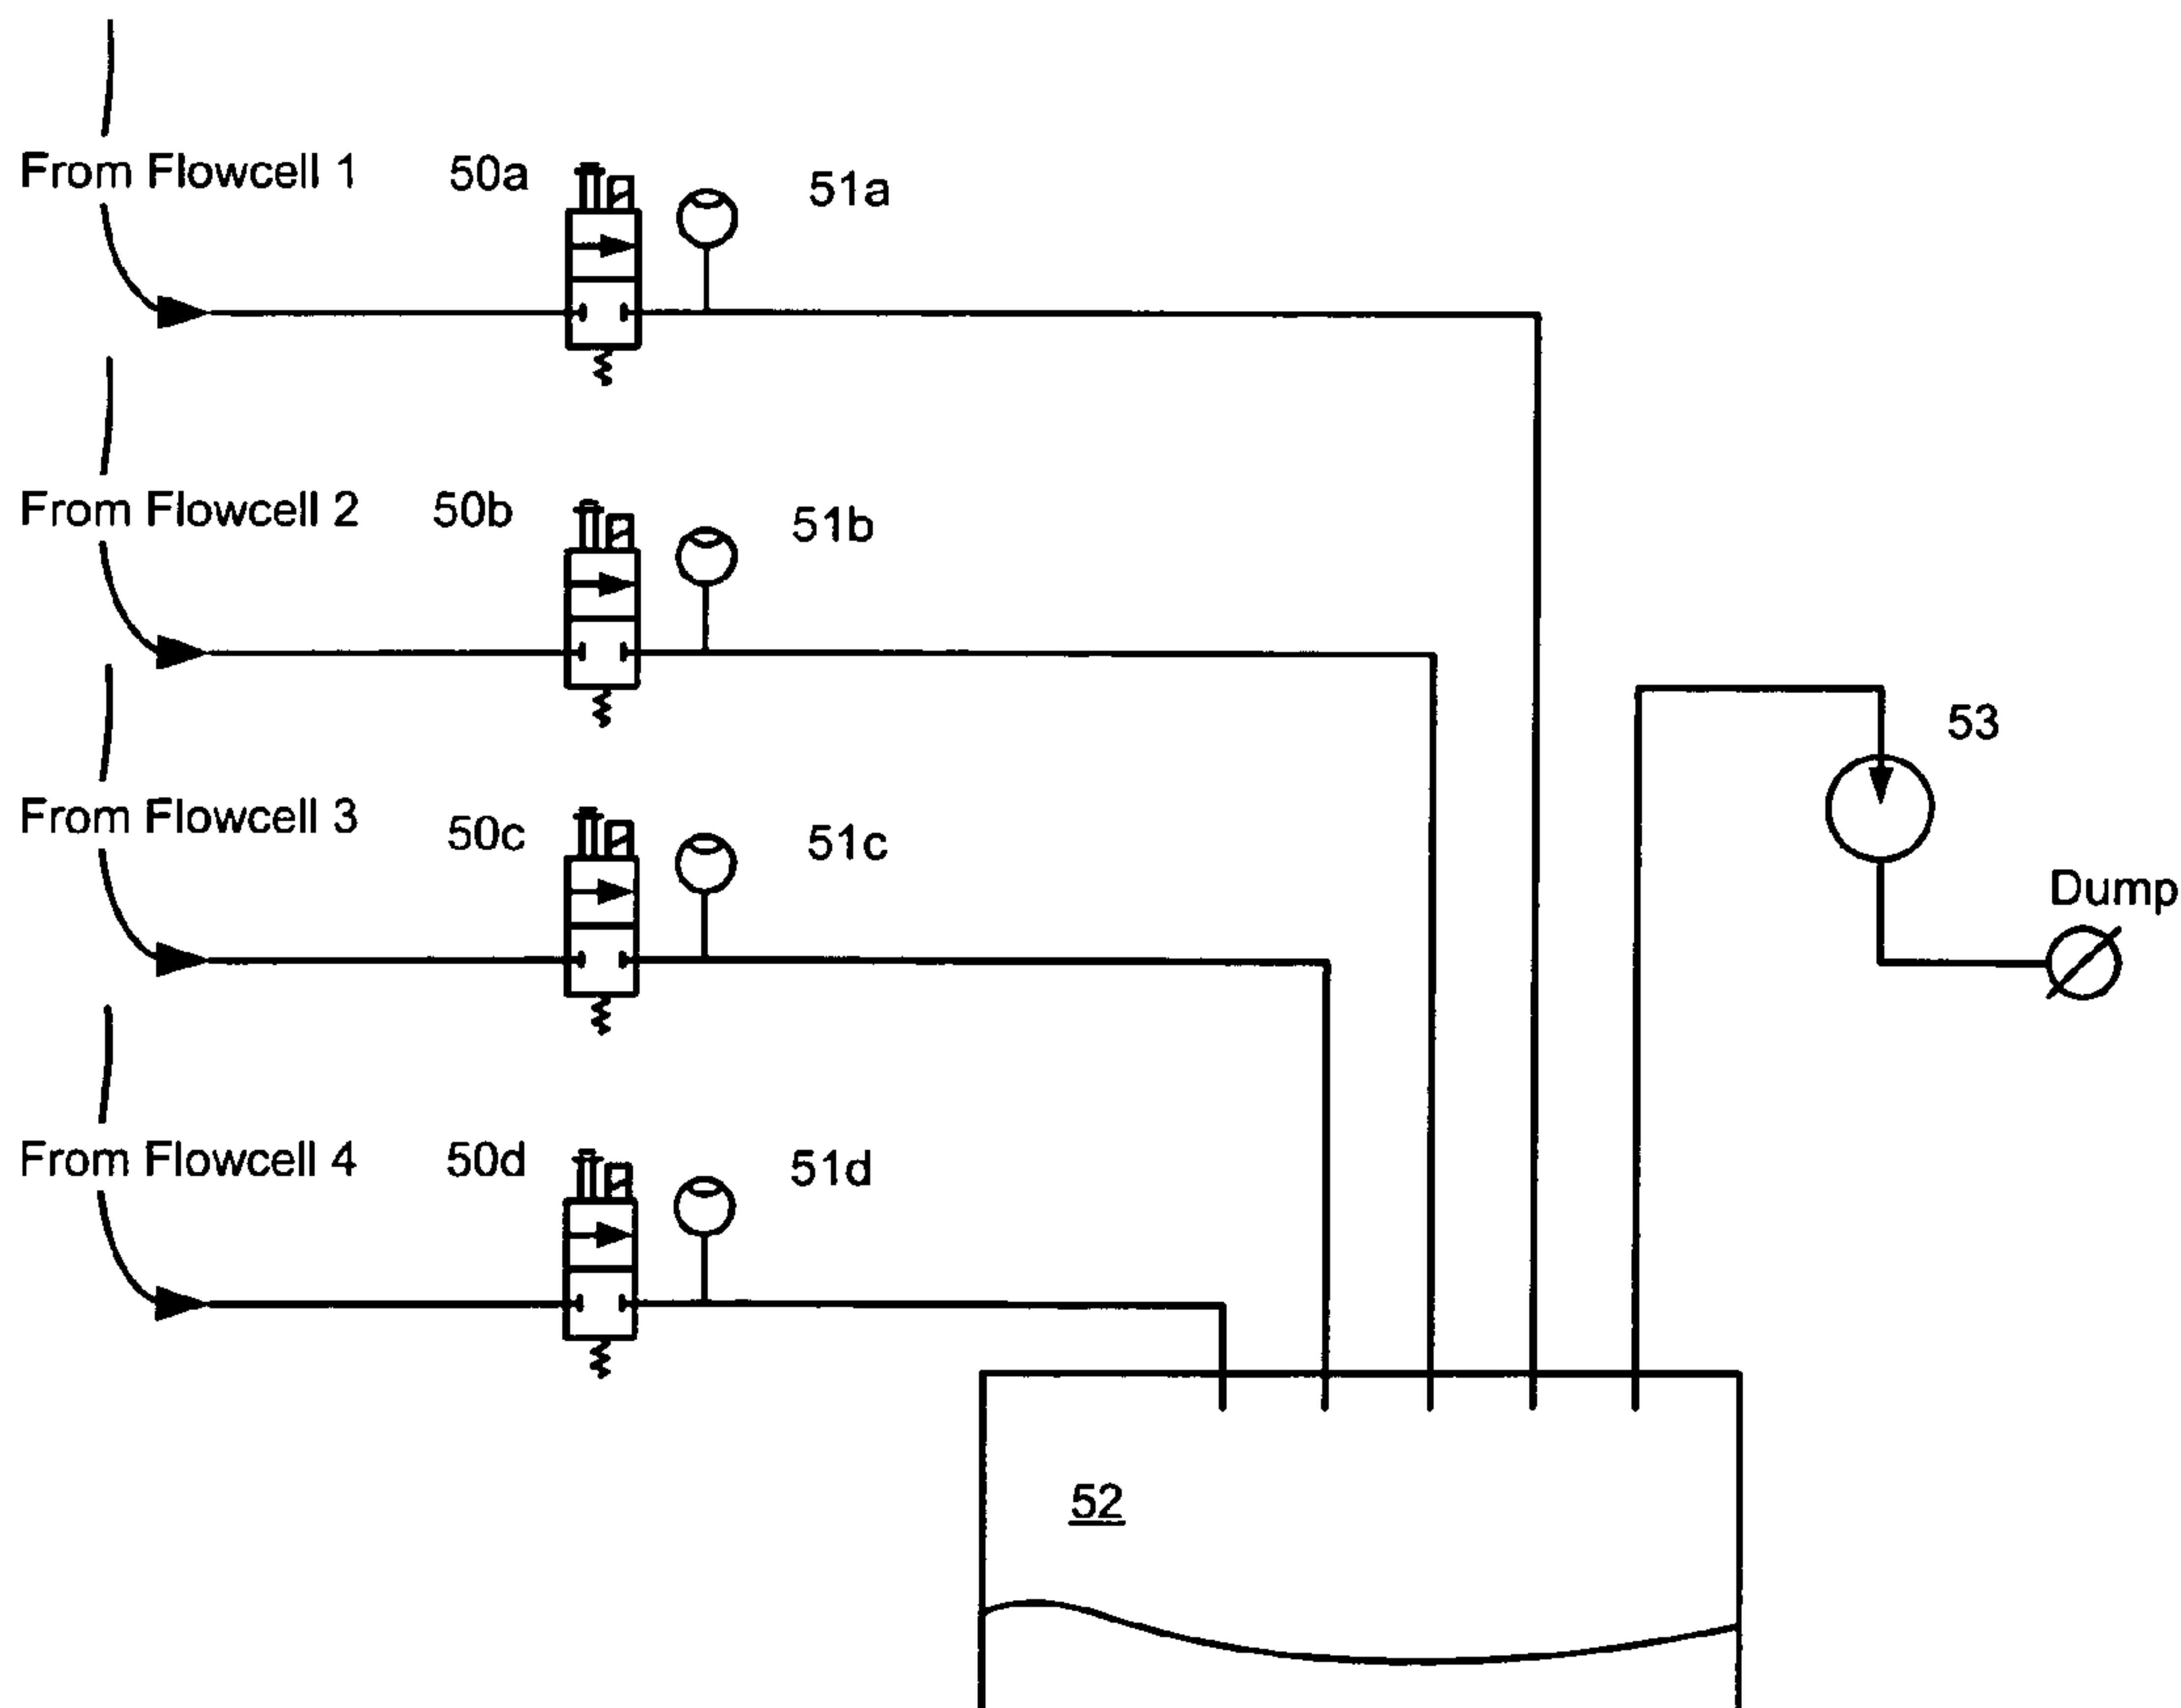 From Flowcell 1
50a
51a
From Flowcell 2
50b
51b
53
From Flowcell 3
50c
51c
Dump
From Flowcell 4
50d
51d
52